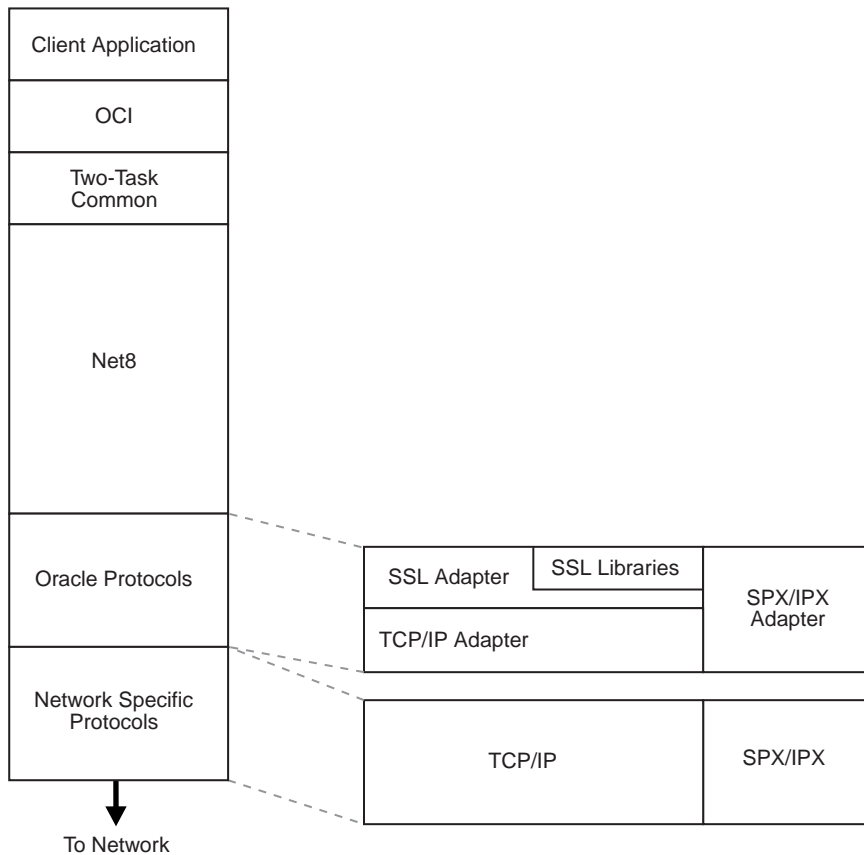 Client Application
OCI
Two-Task
Common
Net8
Oracle Protocols
SSL Adapter
SSL Libraries
SPX/IPX
Adapter
TCP/IP Adapter
Network Specific
Protocols
TCP/IP
SPX/IPX
To Network